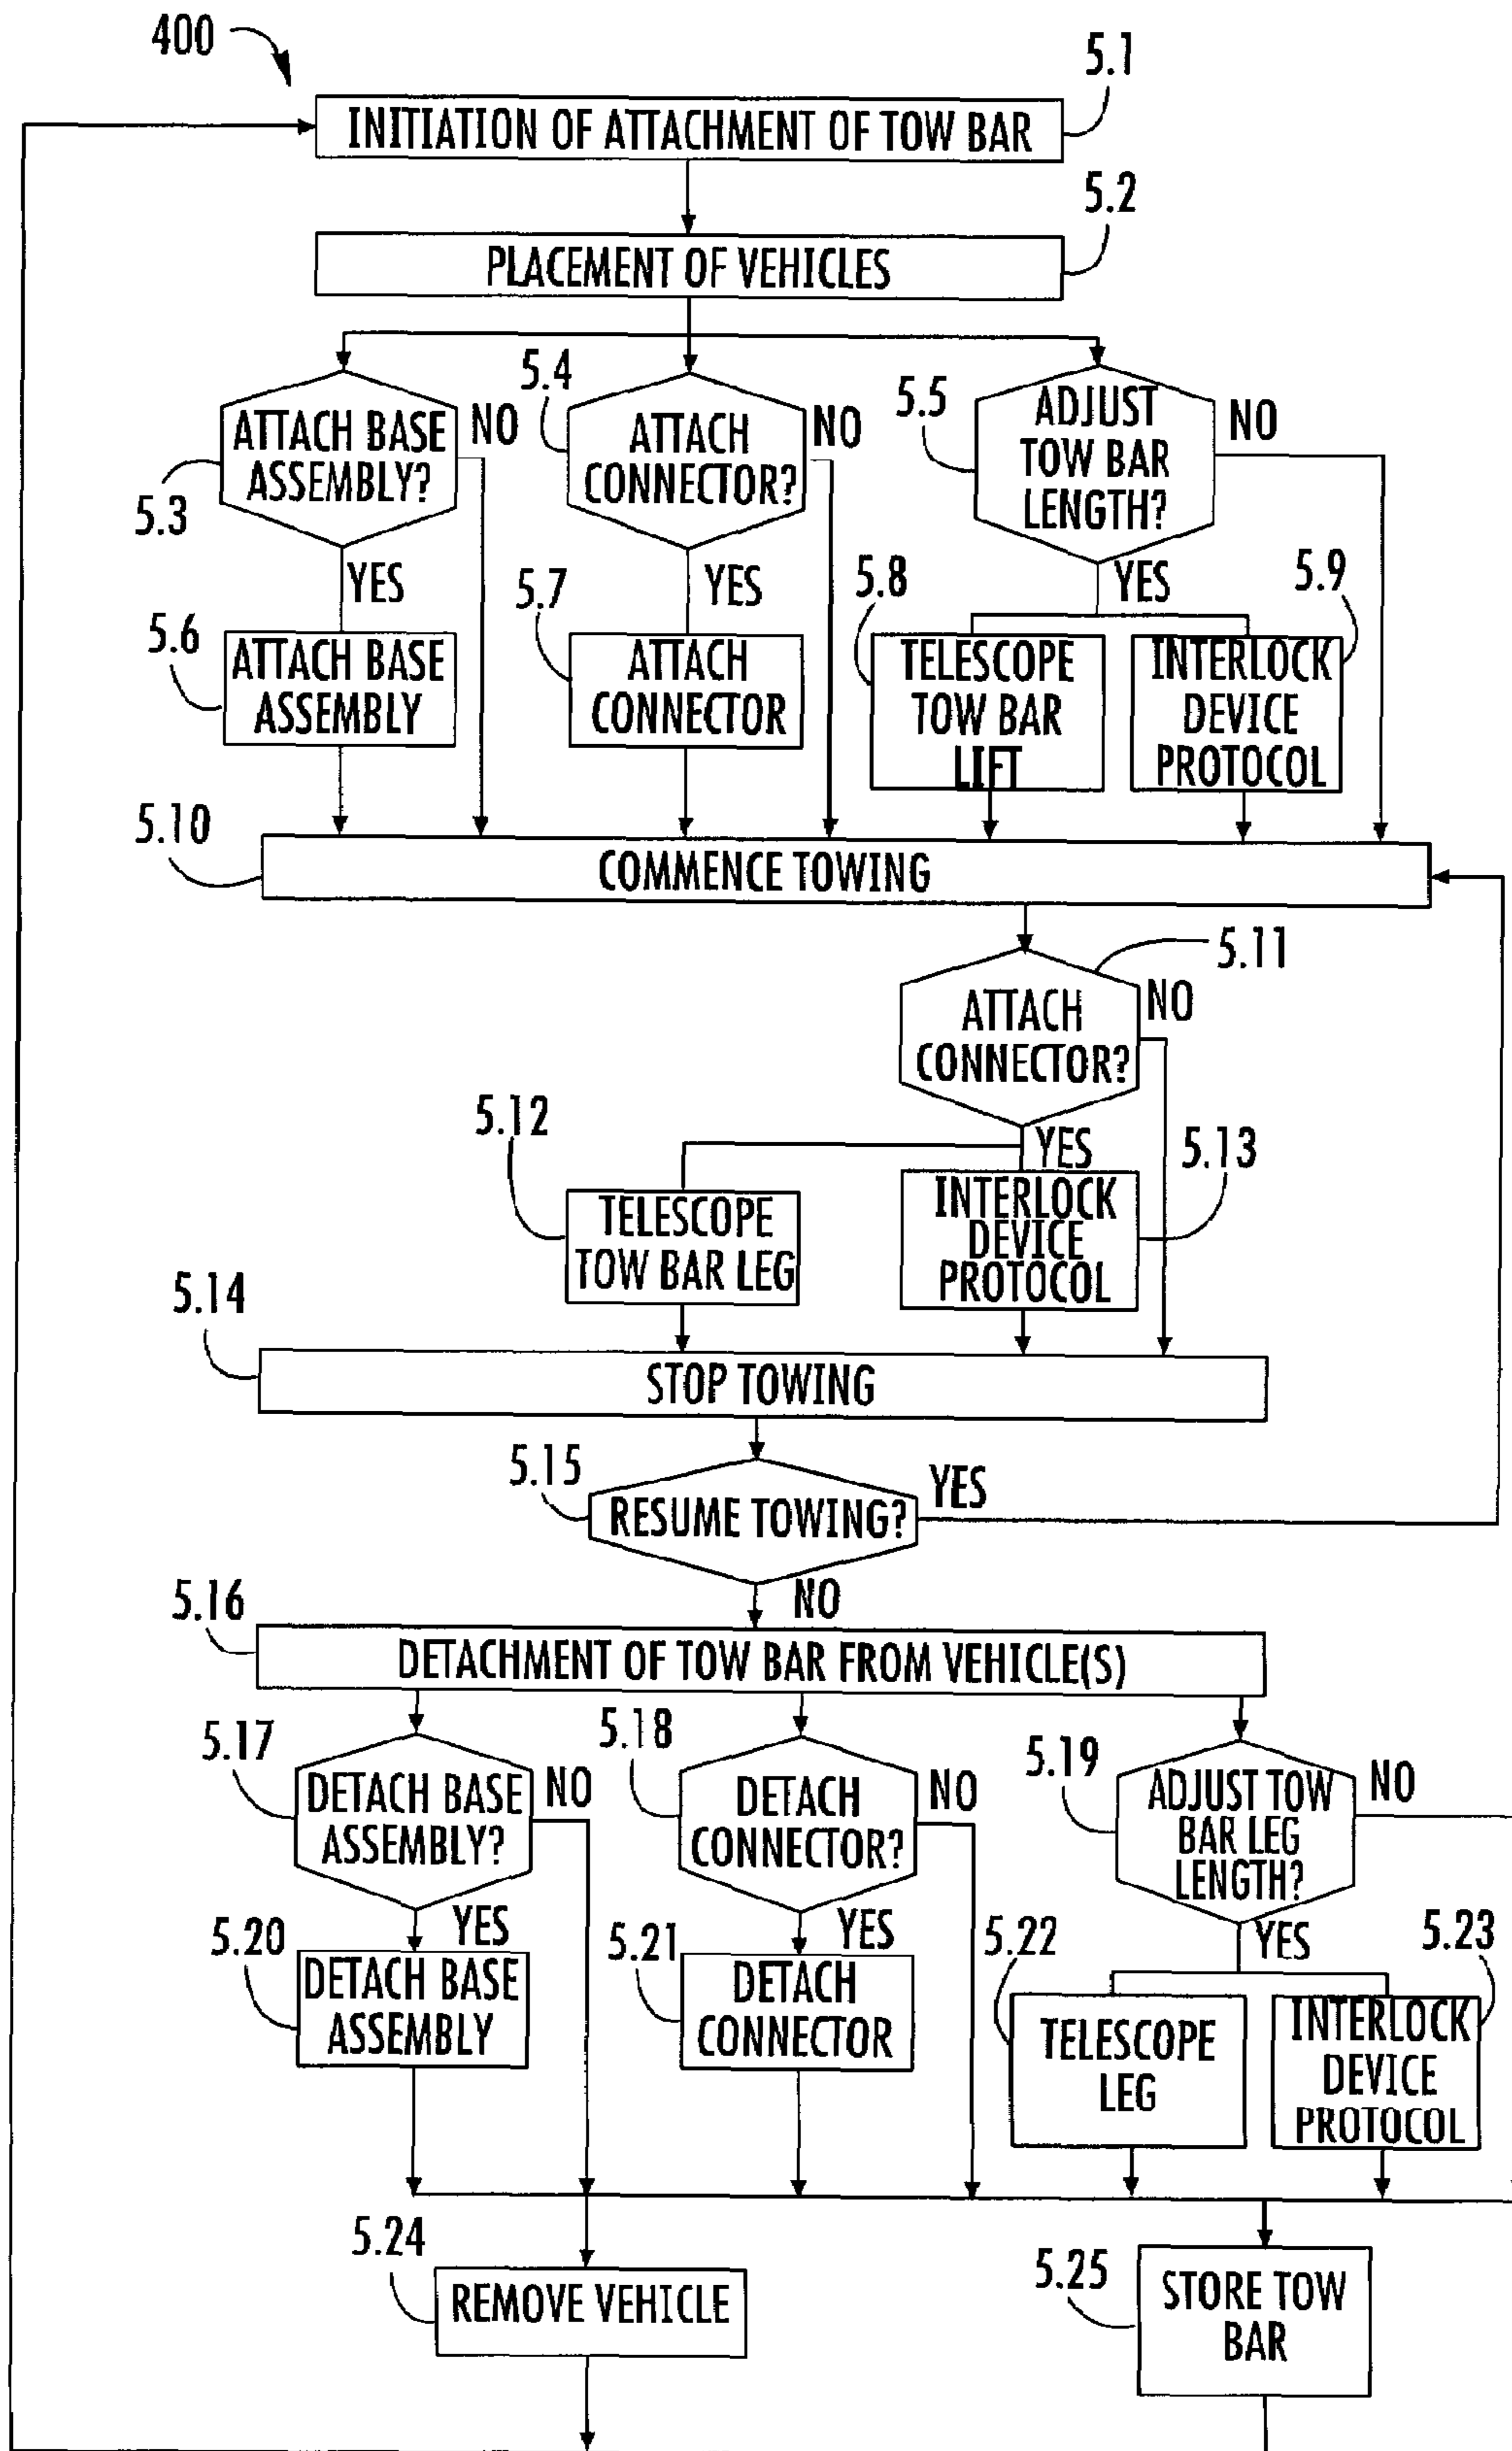 400
5.1
INITIATION OF ATTACHMENT OF TOW BAR
5.2
PLACEMENT OF VEHICLES
5.3
ATTACH BASE
ASSEMBLY?
NO
YES
5.4
ATTACH
CONNECTOR?
NO
YES
5.5
ADJUST
TOW BAR
LENGTH?
NO
YES
5.6
ATTACH BASE
ASSEMBLY
5.7
ATTACH
CONNECTOR
5.8
TELESCOPE
TOW BAR
LIFT
5.9
INTERLOCK
DEVICE
PROTOCOL
5.10
COMMENCE TOWING
5.11
ATTACH
CONNECTOR?
NO
YES
5.12
TELESCOPE
TOW BAR LEG
5.13
INTERLOCK
DEVICE
PROTOCOL
5.14
STOP TOWING
5.15
RESUME TOWING?
YES
NO
5.16
DETACHMENT OF TOW BAR FROM VEHICLE(S)
5.17
DETACH BASE
ASSEMBLY?
NO
YES
5.18
DETACH
CONNECTOR?
NO
YES
5.19
ADJUST TOW
BAR LEG
LENGTH?
NO
YES
5.20
DETACH BASE
ASSEMBLY
5.21
DETACH
CONNECTOR
5.22
TELESCOPE
LEG
5.23
INTERLOCK
DEVICE
PROTOCOL
5.24
REMOVE VEHICLE
5.25
STORE TOW
BAR